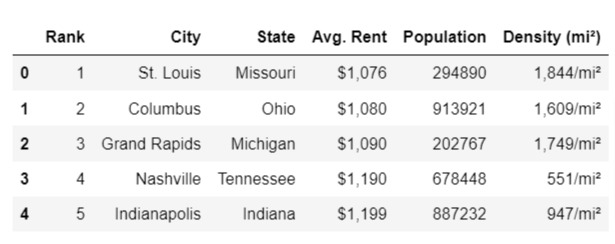 Rank City State Avg. Rent Population Density (mi²)
0 1 St. Louis Missouri $1,076 294890 1,844/mi²
1 2 Columbus Ohio $1,080 913921 1,609/mi²
2 3 Grand Rapids Michigan $1,090 202767 1,749/mi²
3 4 Nashville Tennessee $1,190 678448 551/mi²
4 5 Indianapolis Indiana $1,199 887232 947/mi²